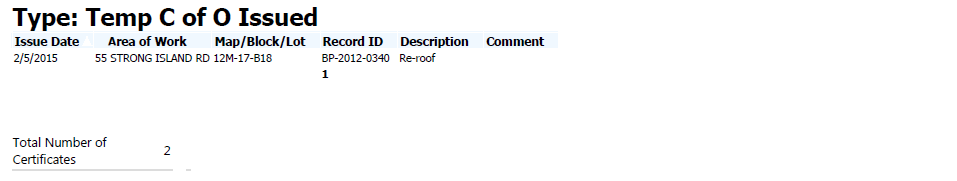 Type: Temp C of O Issued
Issue Date Area of Work Map/Block/Lot Record ID Description Comment
2/5/2015 55 STRONG ISLAND RD 12M-17-B18 BP-2012-0340 Re-roof
1
Total Number of
Certificates 2